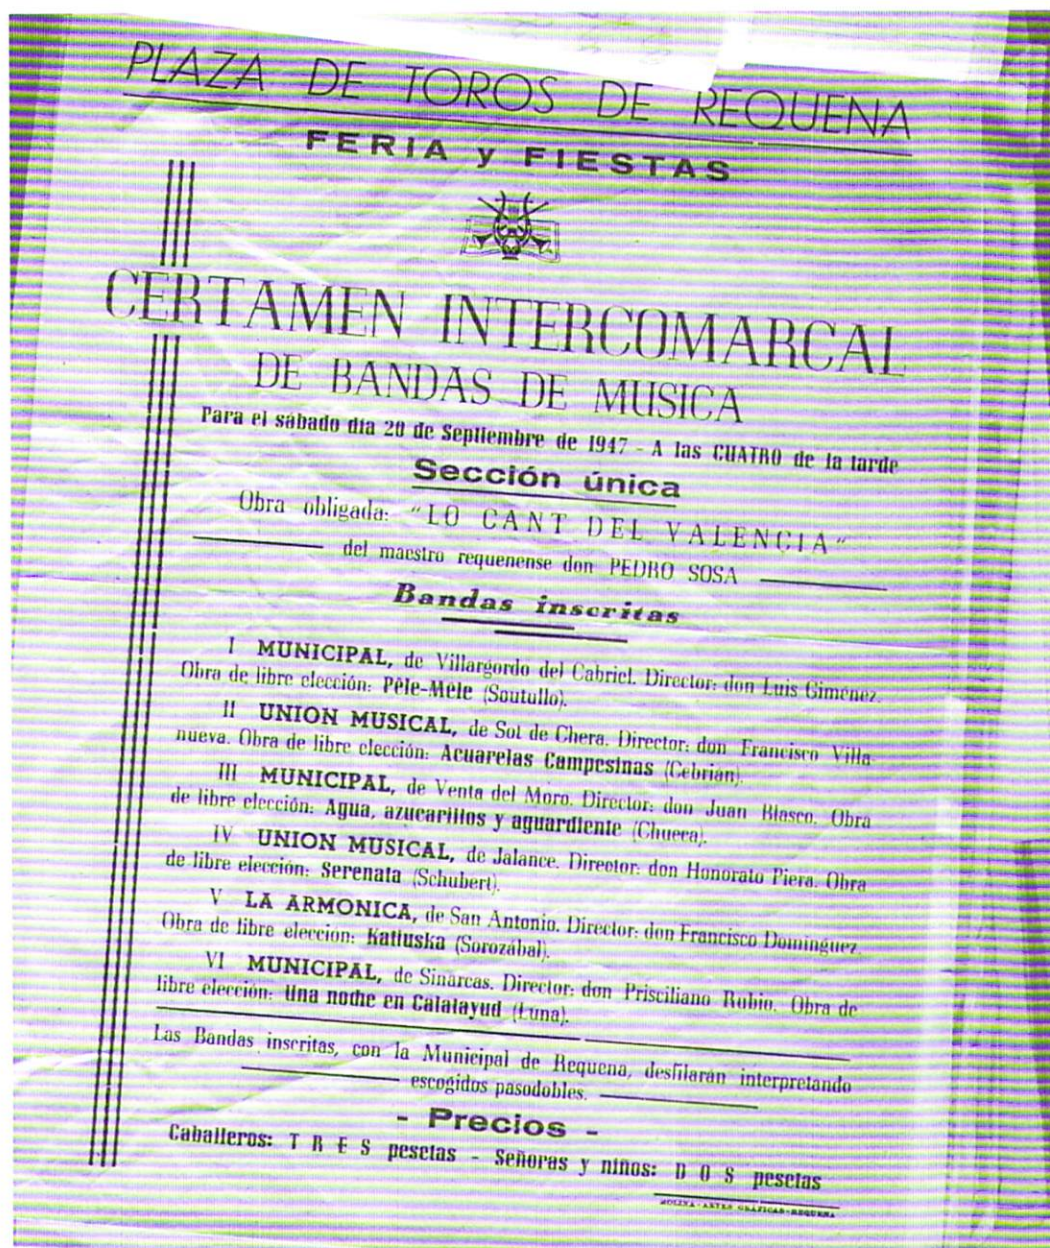 PLAZA DE TOROS DE REQUENA
FERIA y FIESTAS
CERTAMEN INTERCOMARCAL
DE BANDAS DE MUSICA
Para el sábado día 20 de Septiembre de 1947 - A las CUATRO de la tarde
Sección única
Obra obligada: "LO CANT DEL VALENCIA"
del maestro requenense don PEDRO SOSA
Bandas inscritas
I MUNICIPAL, de Villargordo del Cabriel. Director: don Luis Giménez.
Obra de libre elección: Pêle-Mêle (Soutullo).
II UNION MUSICAL, de Sot de Chera. Director: don Francisco Villa-
nueva. Obra de libre elección: Acuarelas Campesinas (Cebrián).
III MUNICIPAL, de Venta del Moro. Director: don Juan Blasco. Obra
de libre elección: Agua, azucarillos y aguardiente (Chueca).
IV UNION MUSICAL, de Jalance. Director: don Honorato Piera. Obra
de libre elección: Serenata (Schubert).
V LA ARMONICA, de San Antonio. Director: don Francisco Domínguez.
Obra de libre elección: Katiuska (Sorozábal).
VI MUNICIPAL, de Sinarcas. Director: don Prisciliano Rubio. Obra de
libre elección: Una noche en Calatayud (Luna).
Las Bandas inscritas, con la Municipal de Requena, desfilarán interpretando
escogidos pasodobles.
- Precios -
Caballeros: TRES pesetas - Señoras y niños: DOS pesetas
MOLINA-ARTES GRÁFICAS-REQUENA